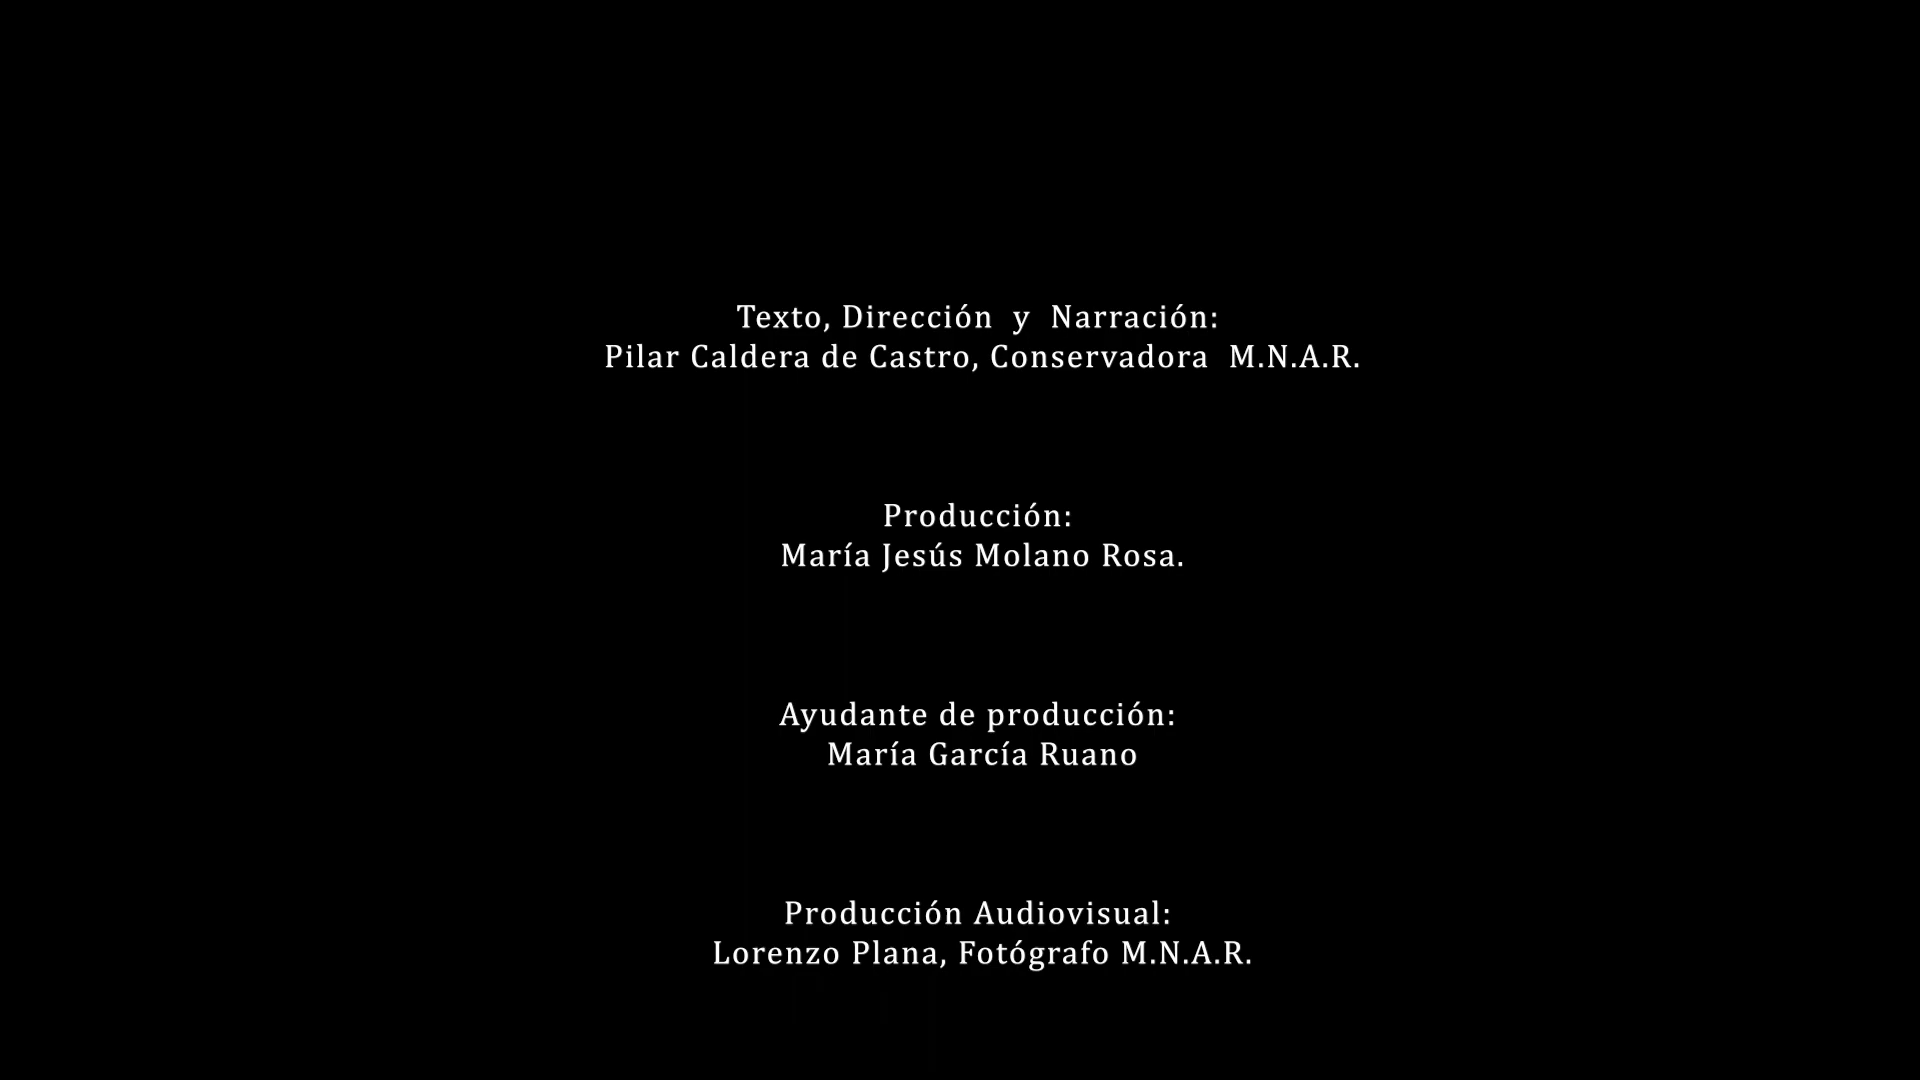 Texto, Dirección y Narración:
Pilar Caldera de Castro, Conservadora M.N.A.R.
Producción:
María Jesús Molano Rosa.
Ayudante de producción:
María García Ruano
Producción Audiovisual:
Lorenzo Plana, Fotógrafo M.N.A.R.